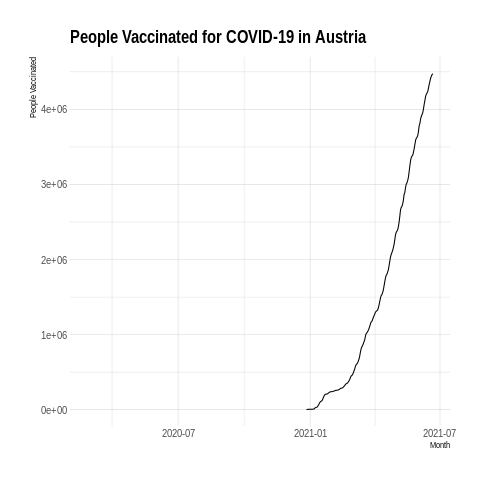 People Vaccinated for COVID-19 in Austria
People Vaccinated
4e+06
3e+06
2e+06
1e+06
0e+00
2020-07
2021-01
2021-07
Month